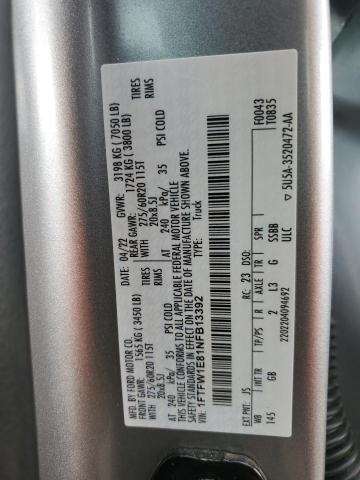 MFD. BY FORD MOTOR CO.
04/22 GVWR: 3198 KG ( 7050 LB)
FRONT GAWR: 1565 KG ( 3450 LB) REAR GAWR: 1724 KG ( 3800 LB)
275/60R20 115T TIRES WITH 275/60R20 115T TIRES
20x8.5J RIMS 20x8.5J RIMS
AT 240 kPa/ 35 PSI COLD AT 240 kPa/ 35 PSI COLD
THIS VEHICLE CONFORMS TO ALL APPLICABLE FEDERAL MOTOR VEHICLE
SAFETY STANDARDS IN EFFECT ON THE DATE OF MANUFACTURE SHOWN ABOVE.
VIN: 1FTFW1E81NFB13392
TYPE: Truck
F0043
T0835
EXT PNT: JS RC: 23 DSO:
WB INT TR TP/PS R AXLE TR SPR
145 GB 2 L3 G SSBB
2202204094692 ULC
▽ 5U5A-3520472-AA